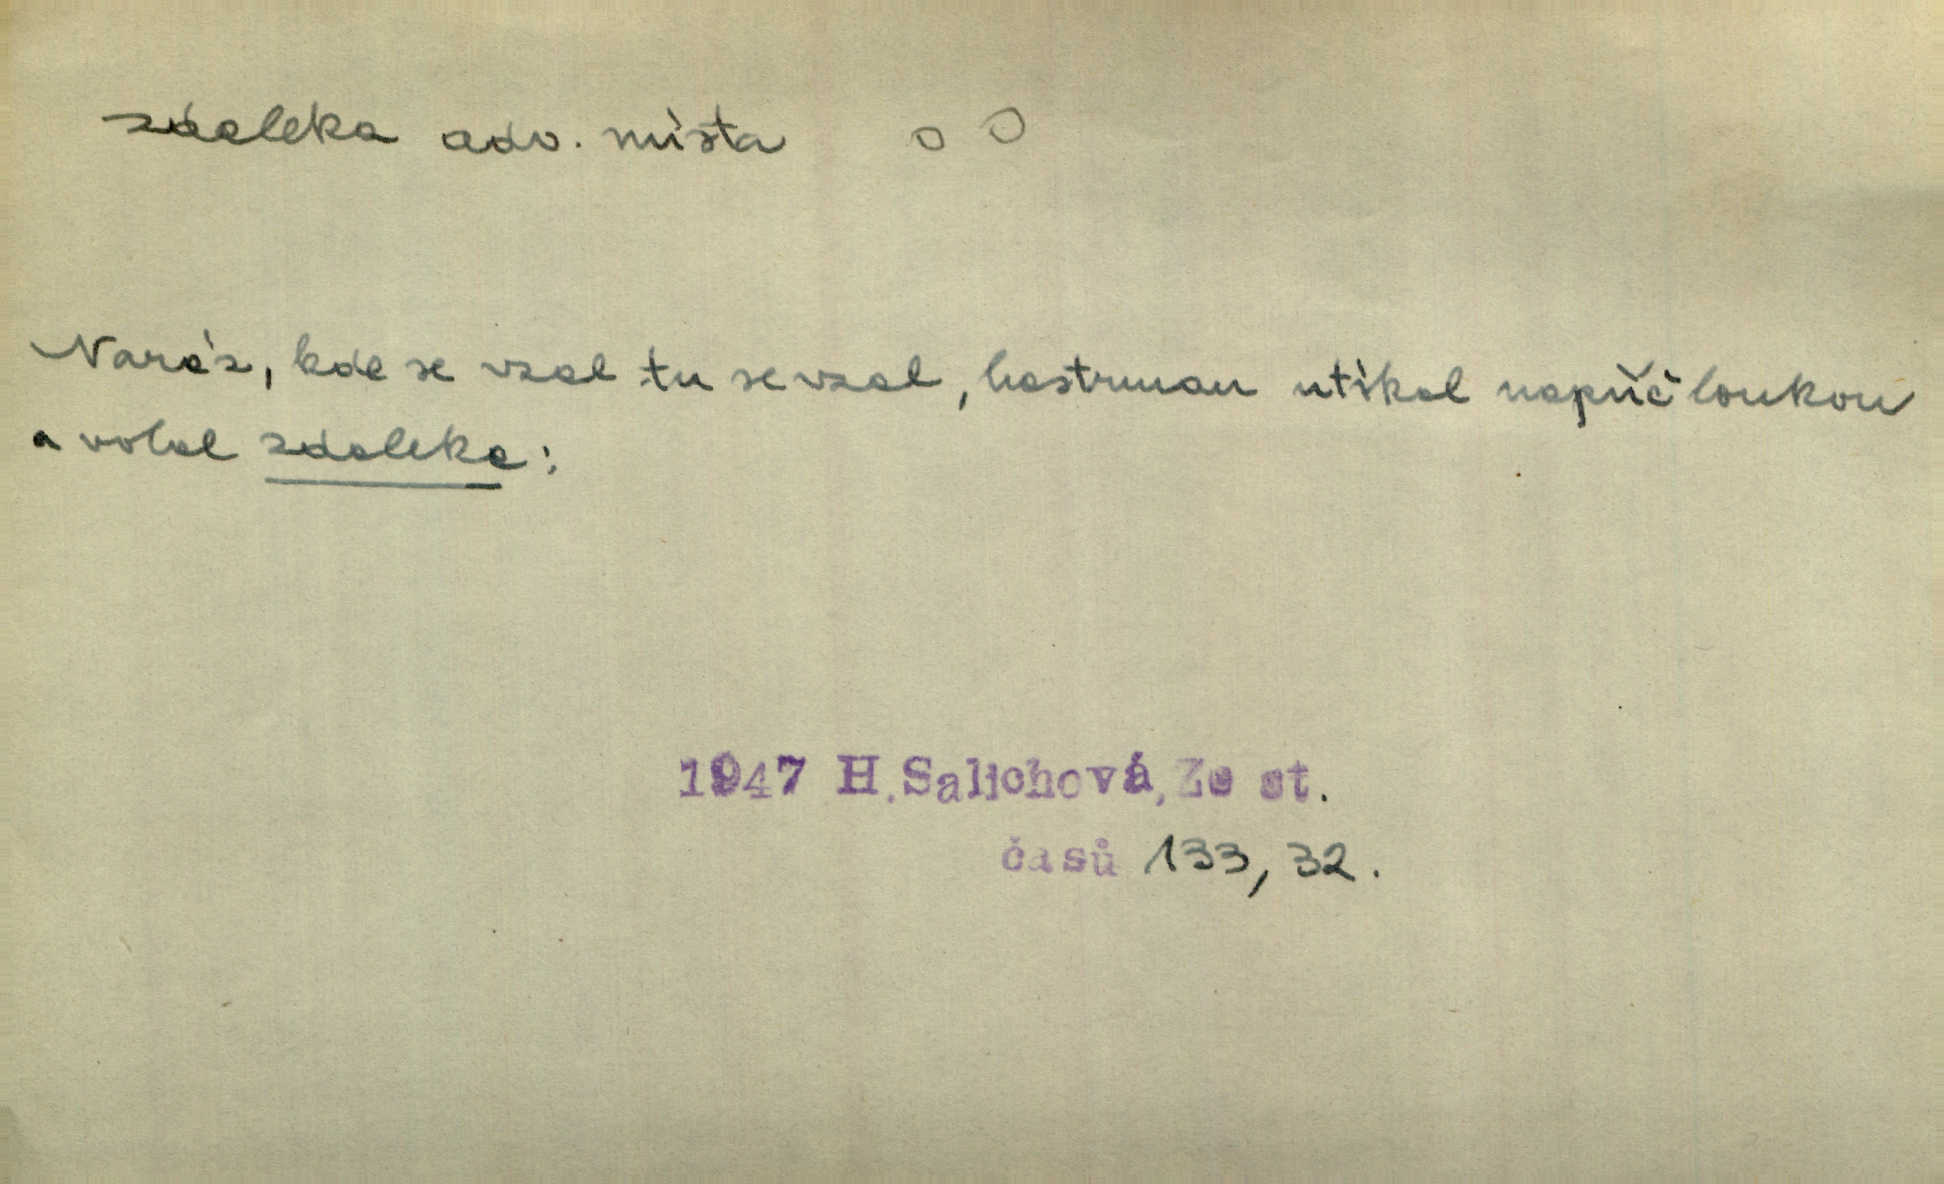 zdaleka adv. místa o O
Naráz, kde se vzal tu se vzal, hastrman utíkal napříč loukou
a volal zdaleka:
1947 H. Salichová, Ze st.
časů 133, 32.